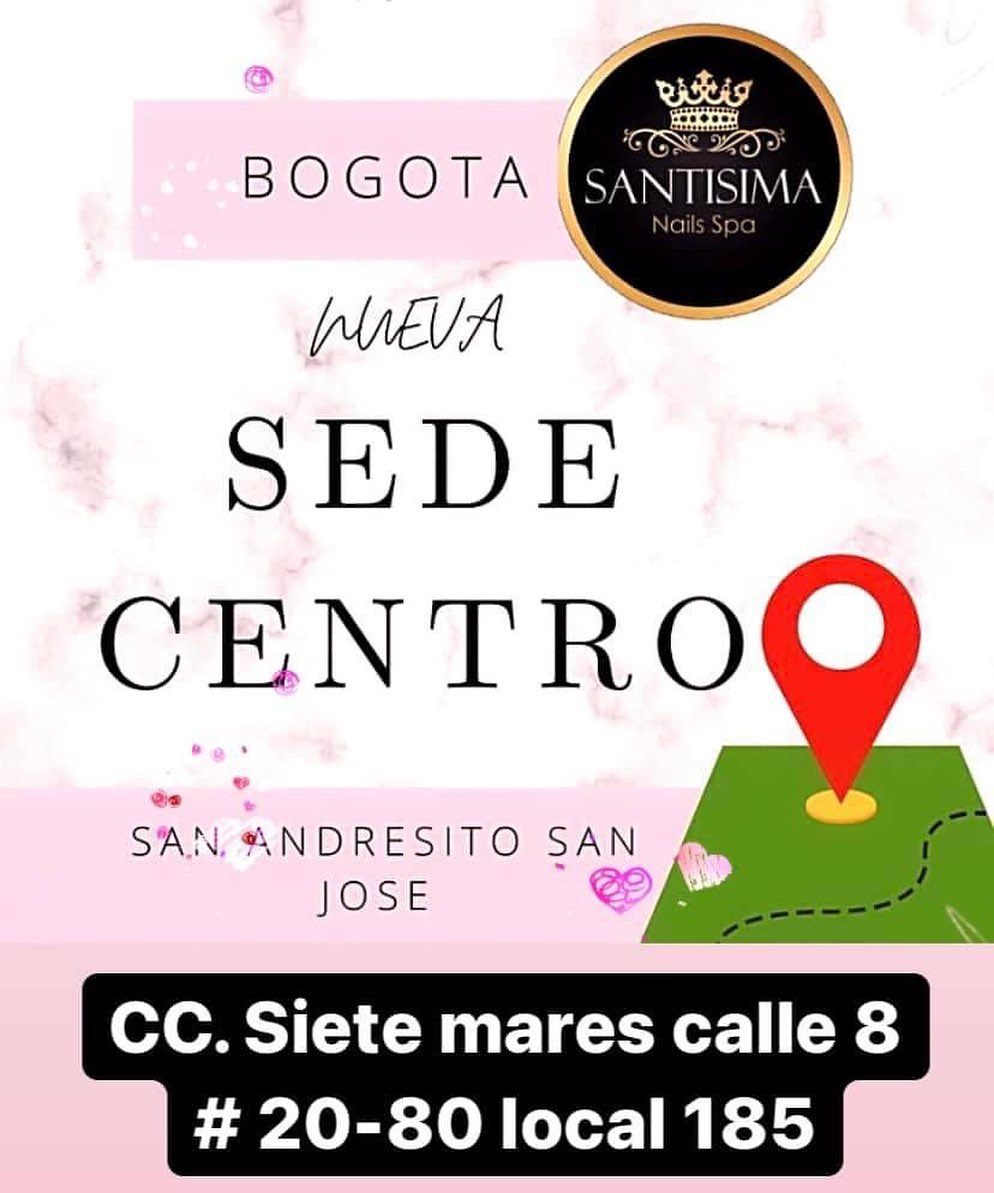 BOGOTA
SANTISIMA
Nails Spa
NUEVA
SEDE
CENTRO
SAN ANDRESITO SAN
JOSE
CC. Siete mares calle 8
# 20-80 local 185